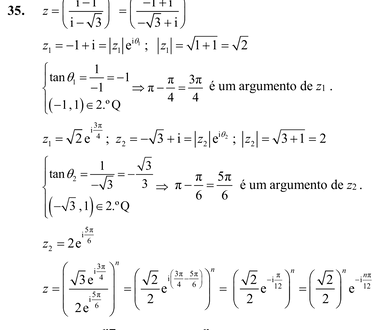 35. z = ((i−1)/(i−√3))ⁿ = ((−1+i)/(−√3+i))ⁿ
z₁ = −1+i = |z₁|e^{iθ₁} ; |z₁| = √(1+1) = √2
{ tan θ₁ = 1/−1 = −1
(−1,1) ∈ 2.º Q ⇒ π − π/4 = 3π/4 é um argumento de z₁ .
z₁ = √2 e^{i3π/4} ; z₂ = −√3+i = |z₂|e^{iθ₂} ; |z₂| = √(3+1) = 2
{ tan θ₂ = 1/−√3 = −√3/3
(−√3 ,1) ∈ 2.º Q ⇒ π − π/6 = 5π/6 é um argumento de z₂ .
z₂ = 2e^{i5π/6}
z = (√3e^{i3π/4}/2e^{i5π/6})ⁿ = (√2/2 e^{i(3π/4−5π/6)})ⁿ = (√2/2 e^{−iπ/12})ⁿ = (√2/2)ⁿ e^{−inπ/12}